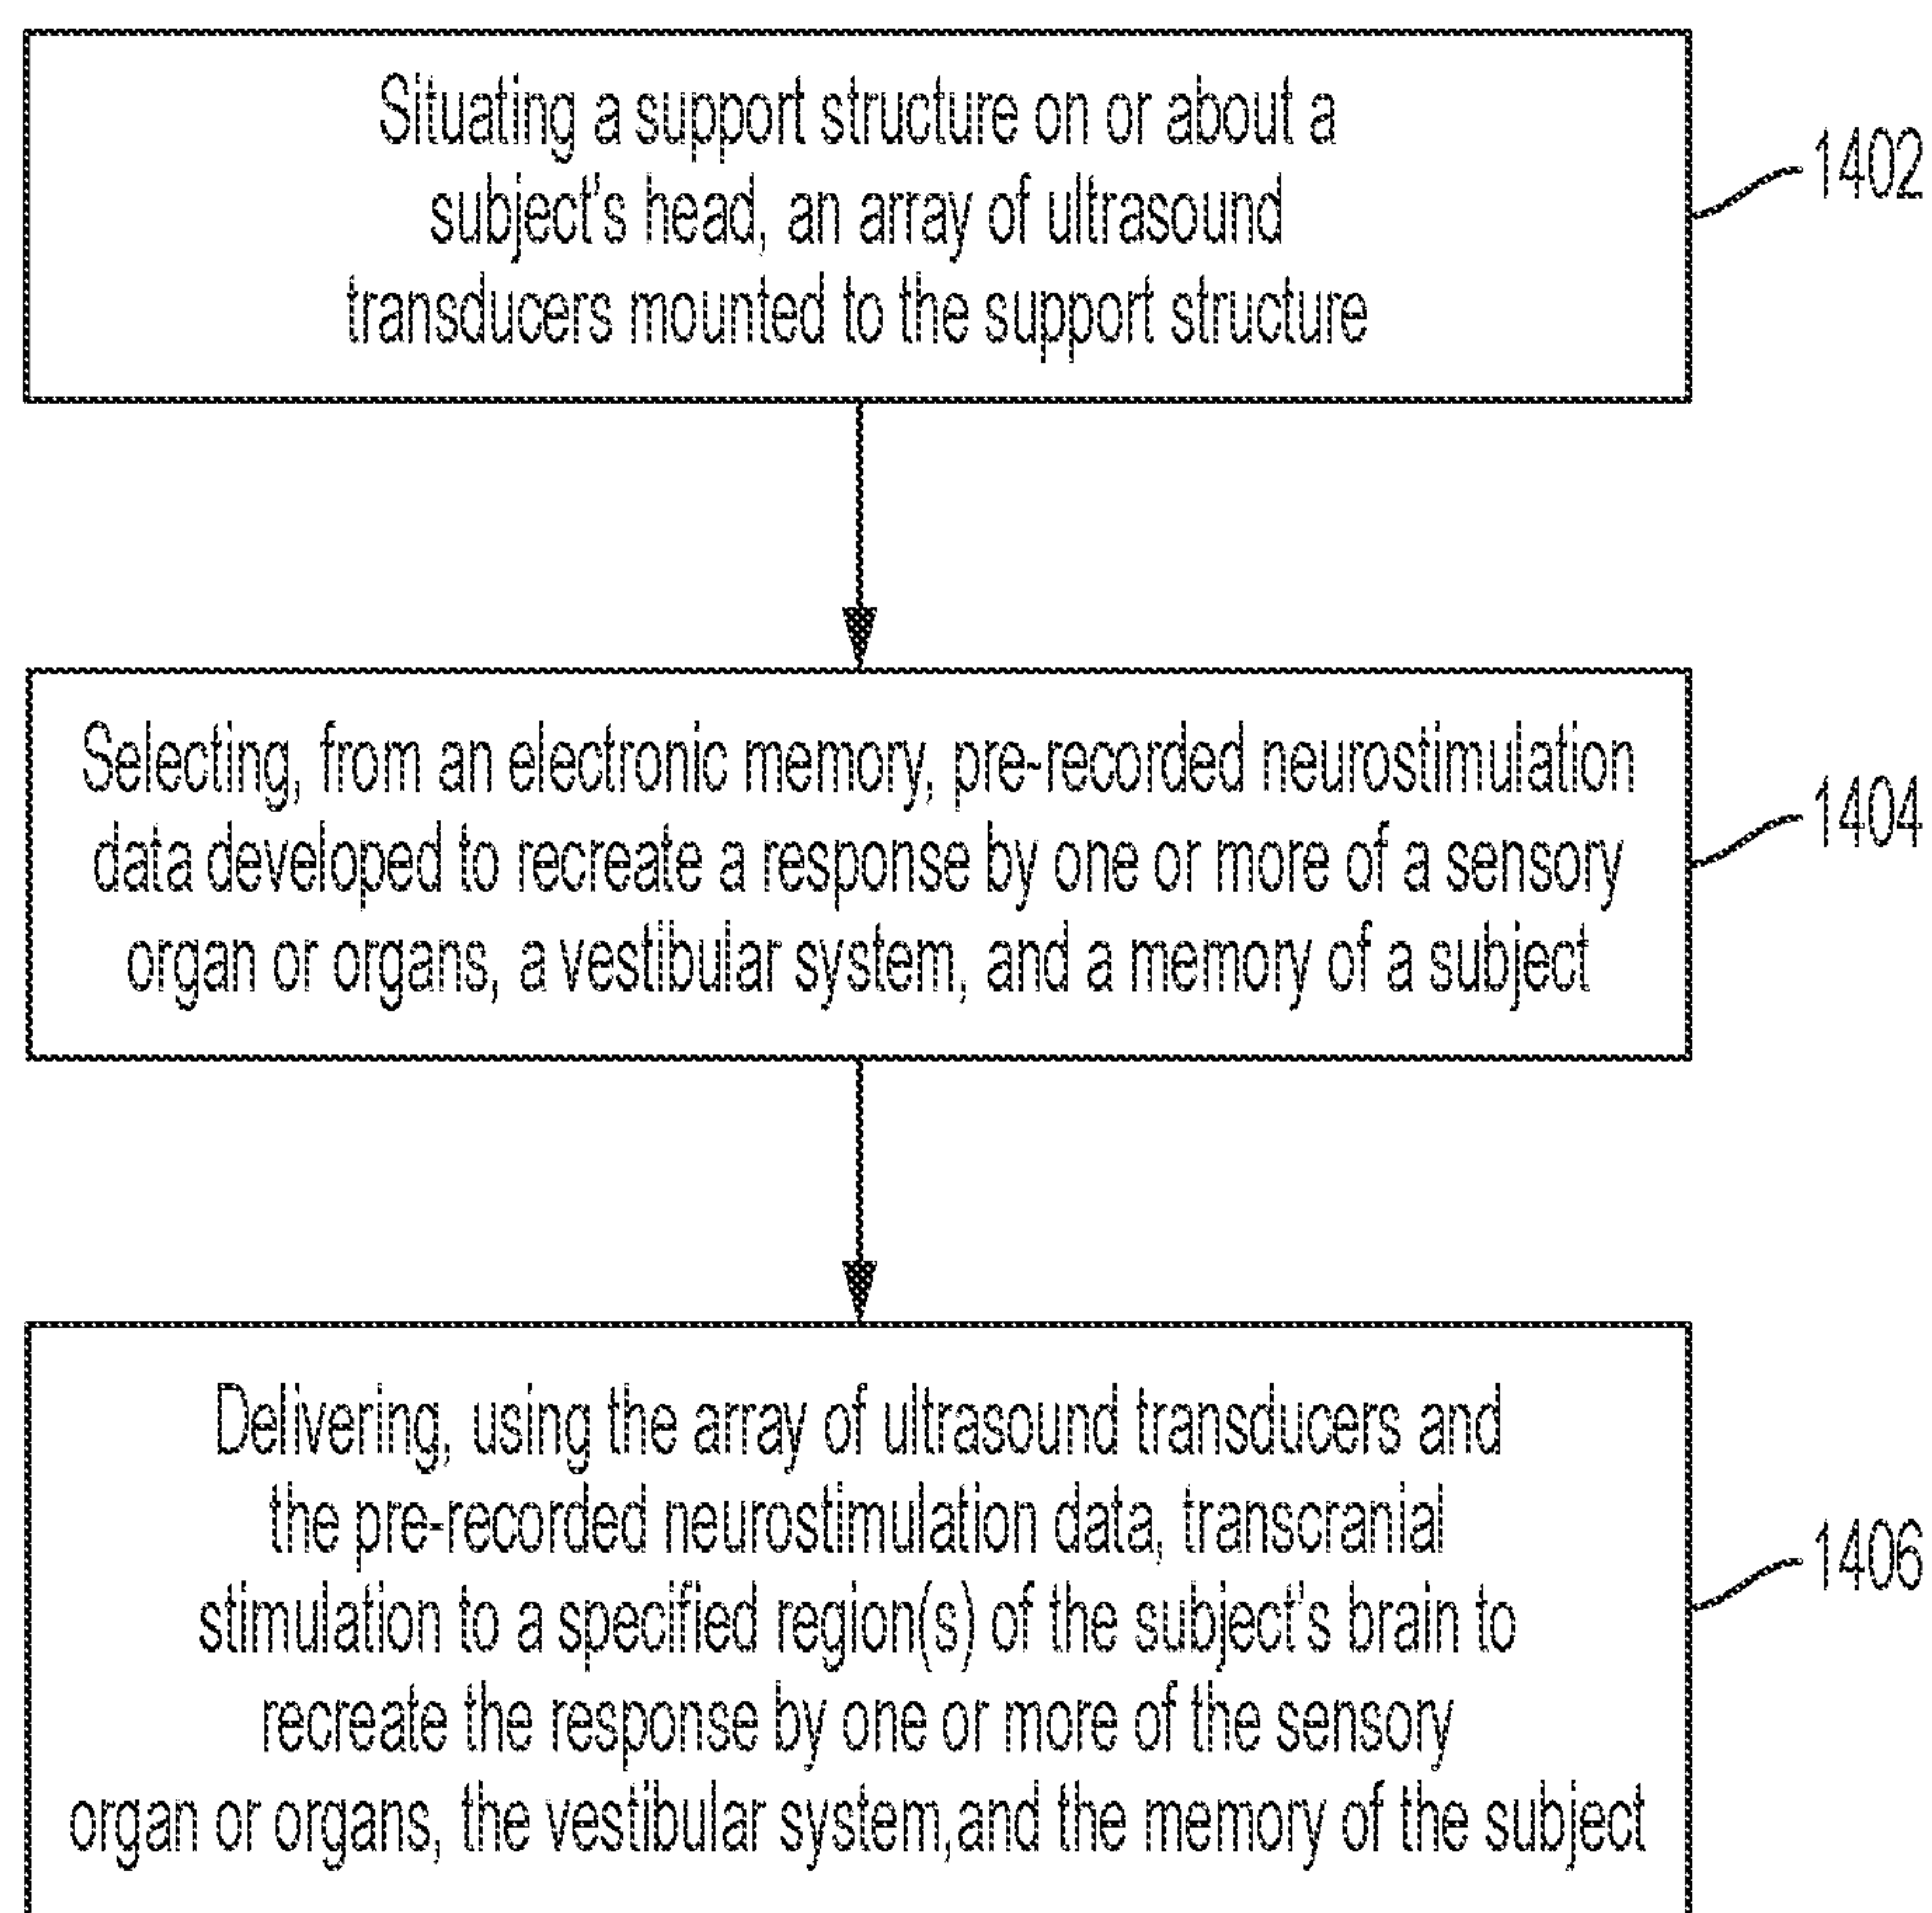 Situating a support structure on or about a
subject's head, an array of ultrasound
transducers mounted to the support structure
1402
Selecting, from an electronic memory, pre-recorded neurostimulation
data developed to recreate a response by one or more of a sensory
organ or organs, a vestibular system, and a memory of a subject
1404
Delivering, using the array of ultrasound transducers and
the pre-recorded neurostimulation data, transcranial
stimulation to a specified region(s) of the subject's brain to
recreate the response by one or more of the sensory
organ or organs, the vestibular system,and the memory of the subject
1406